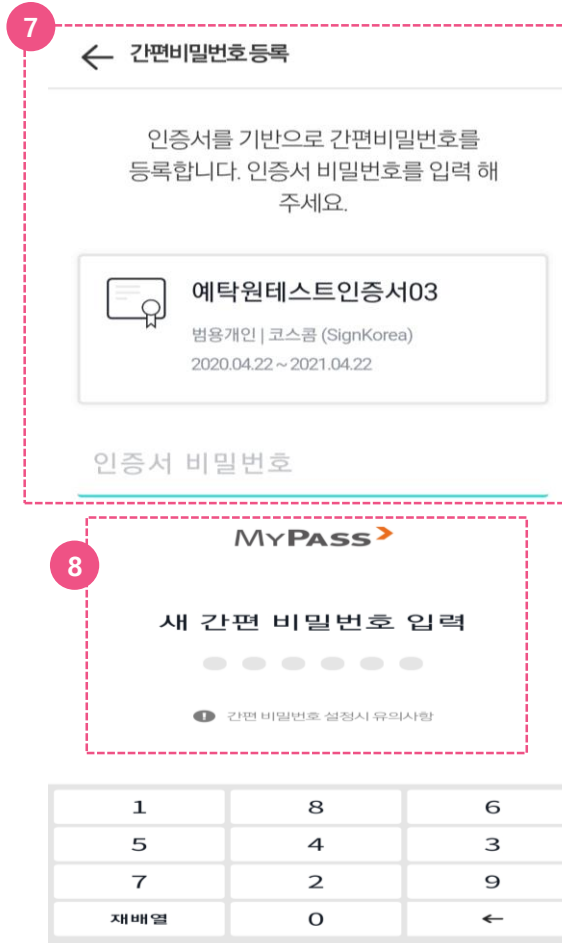 7
← 간편비밀번호 등록
인증서를 기반으로 간편비밀번호를
등록합니다. 인증서 비밀번호를 입력 해
주세요.
예탁원테스트인증서03
범용개인 | 코스콤 (SignKorea)
2020.04.22 ~ 2021.04.22
인증서 비밀번호
8
MYPASS
새 간편 비밀번호 입력
간편 비밀번호 설정시 유의사항
1 8 6
5 4 3
7 2 9
재배열 0 ←